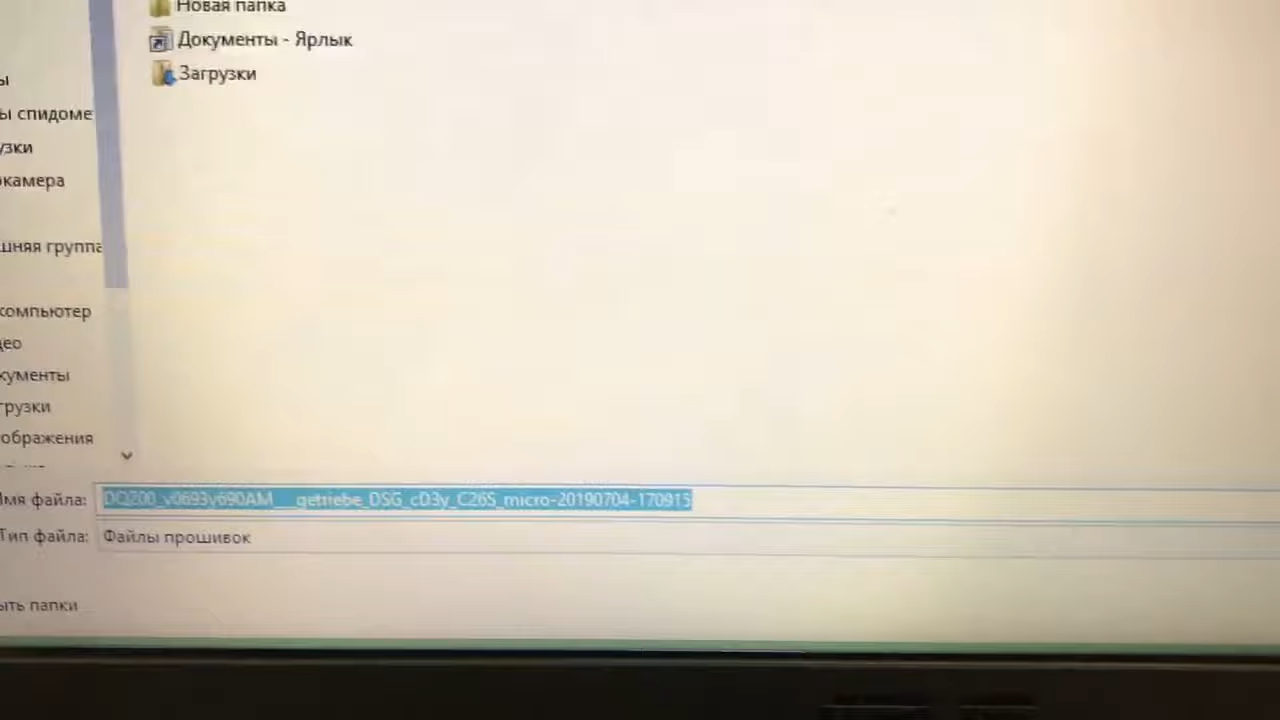 Новая папка
Документы - Ярлык
Загрузки
ы
ы спидоме
узки
окамера
шняя группа
компьютер
део
кументы
грузки
ображения
Имя файла: DQ200_v0693v690AM__getriebe_DSG_cD3y_C26S_micro-20190704-170915
Тип файла: Файлы прошивок
ыть папки